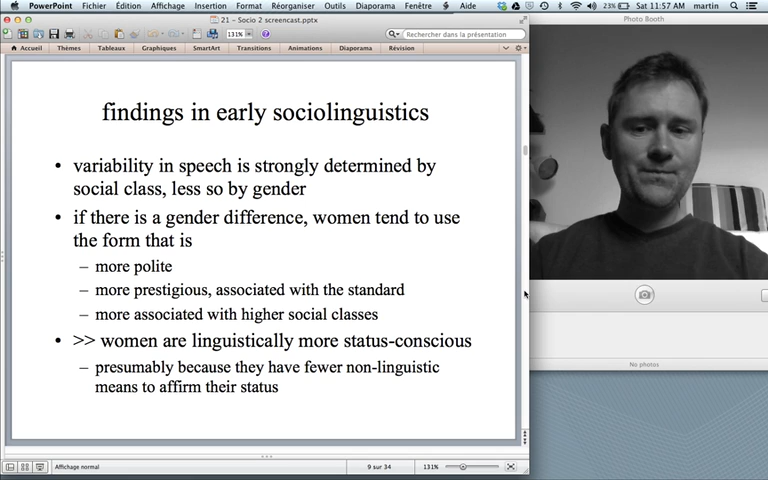 PowerPoint Fichier Édition Affichage Insertion Format Réorganiser Outils Diaporama Fenêtre Aide 23% Sat 11:57 AM martin
21 – Socio 2 screencast.pptx
Photo Booth
131% Rechercher dans la présentation
Accueil Thèmes Tableaux Graphiques SmartArt Transitions Animations Diaporama Révision
findings in early sociolinguistics
• variability in speech is strongly determined by
social class, less so by gender
• if there is a gender difference, women tend to use
the form that is
– more polite
– more prestigious, associated with the standard
– more associated with higher social classes
• >> women are linguistically more status-conscious
– presumably because they have fewer non-linguistic
means to affirm their status
No photos
Affichage normal 9 sur 34 131%